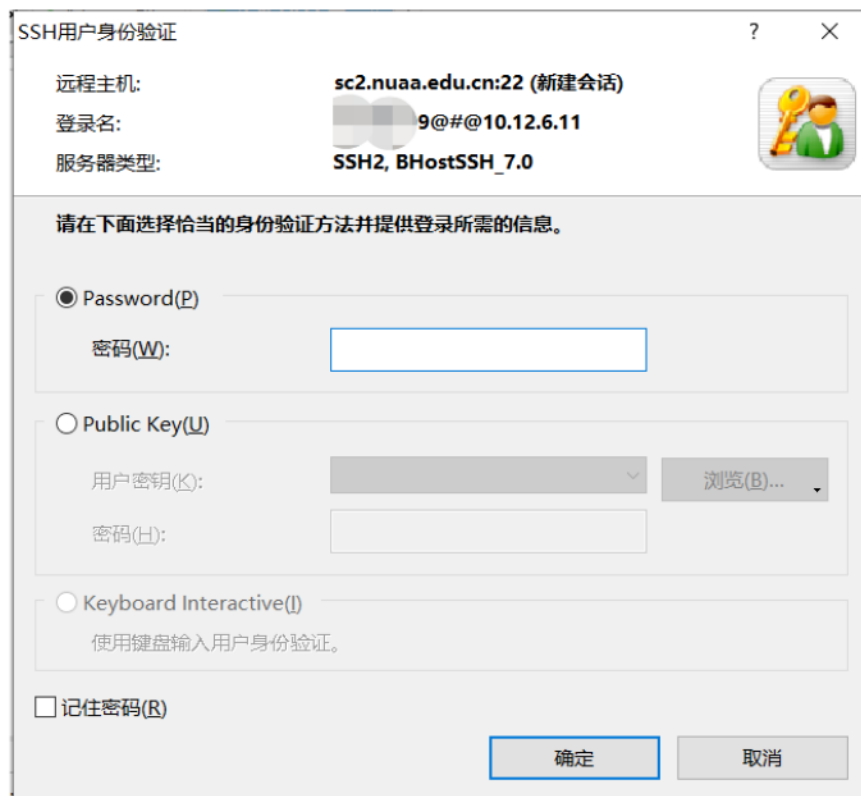 SSH用户身份验证
远程主机: sc2.nuaa.edu.cn:22 (新建会话)
登录名: 9@#@10.12.6.11
服务器类型: SSH2, BHostSSH_7.0
请在下面选择恰当的身份验证方法并提供登录所需的信息。
Password(P)
密码(W):
Public Key(U)
用户密钥(K): 浏览(B)...
密码(H):
Keyboard Interactive(I)
使用键盘输入用户身份验证。
记住密码(R)
确定 取消